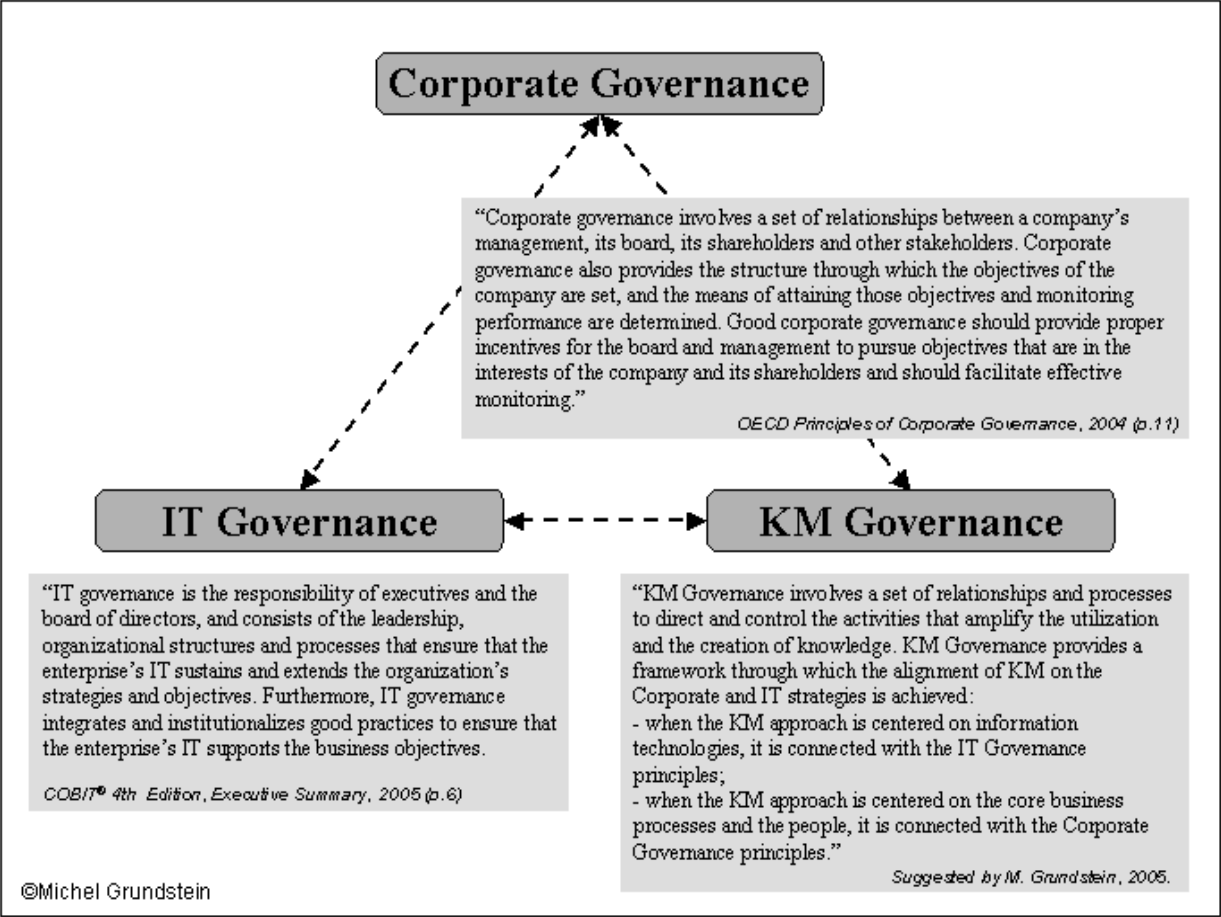 Corporate Governance
“Corporate governance involves a set of relationships between a company’s
management, its board, its shareholders and other stakeholders. Corporate
governance also provides the structure through which the objectives of the
company are set, and the means of attaining those objectives and monitoring
performance are determined. Good corporate governance should provide proper
incentives for the board and management to pursue objectives that are in the
interests of the company and its shareholders and should facilitate effective
monitoring.”
OECD Principles of Corporate Governance, 2004 (p.11)
IT Governance
“IT governance is the responsibility of executives and the
board of directors, and consists of the leadership,
organizational structures and processes that ensure that the
enterprise’s IT sustains and extends the organization’s
strategies and objectives. Furthermore, IT governance
integrates and institutionalizes good practices to ensure that
the enterprise’s IT supports the business objectives.
COBIT® 4th Edition, Executive Summary, 2005 (p.6)
KM Governance
“KM Governance involves a set of relationships and processes
to direct and control the activities that amplify the utilization
and the creation of knowledge. KM Governance provides a
framework through which the alignment of KM on the
Corporate and IT strategies is achieved:
- when the KM approach is centered on information
technologies, it is connected with the IT Governance
principles;
- when the KM approach is centered on the core business
processes and the people, it is connected with the Corporate
Governance principles.”
Suggested by M. Grundstein, 2005.
©Michel Grundstein